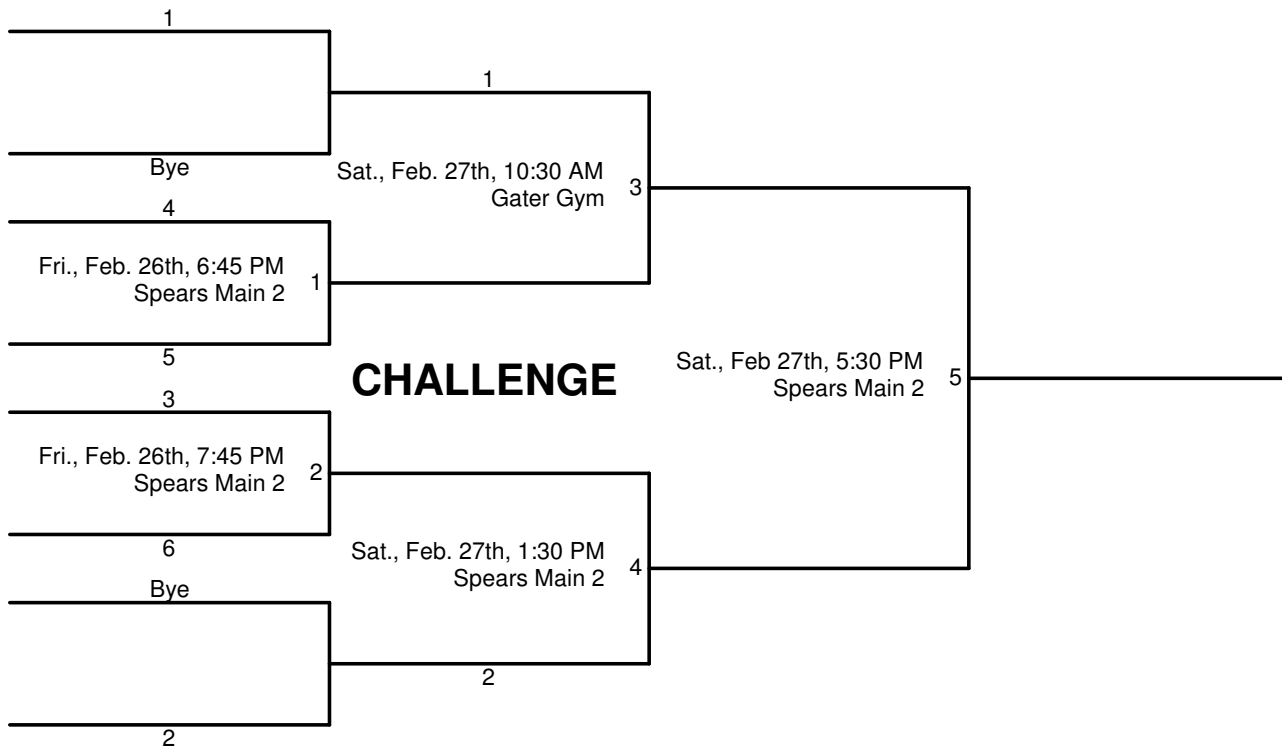 1
1
Bye
Sat., Feb. 27th, 10:30 AM
Gater Gym
3
4
Fri., Feb. 26th, 6:45 PM
Spears Main 2
1
5
CHALLENGE
Sat., Feb 27th, 5:30 PM
Spears Main 2
5
3
Fri., Feb. 26th, 7:45 PM
Spears Main 2
2
6
Sat., Feb. 27th, 1:30 PM
Spears Main 2
4
Bye
2
2